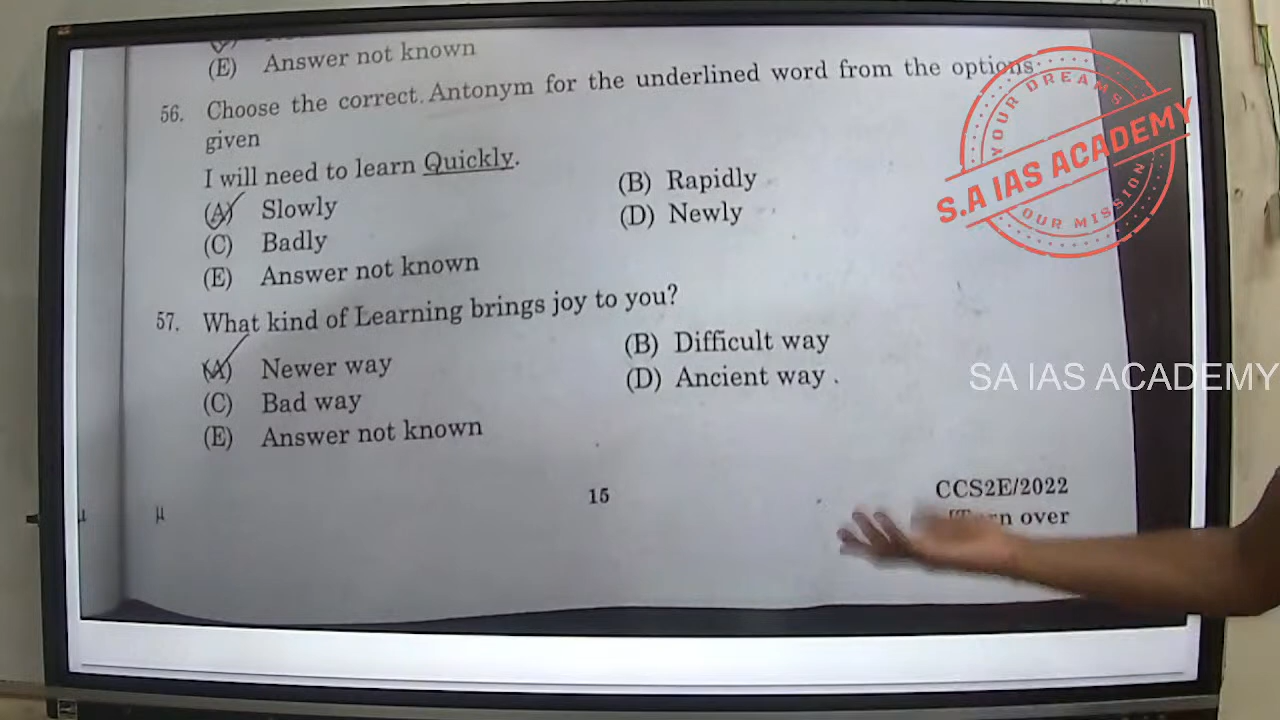 (E) Answer not known
56. Choose the correct Antonym for the underlined word from the options
given
I will need to learn Quickly.
(A) Slowly
(B) Rapidly
(C) Badly
(D) Newly
(E) Answer not known
57. What kind of Learning brings joy to you?
(A) Newer way
(B) Difficult way
(C) Bad way
(D) Ancient way .
(E) Answer not known
µ
µ
15
CCS2E/2022
over
YOUR DREAMS
S.A IAS ACADEMY
OUR MISSION
SA IAS ACADEMY